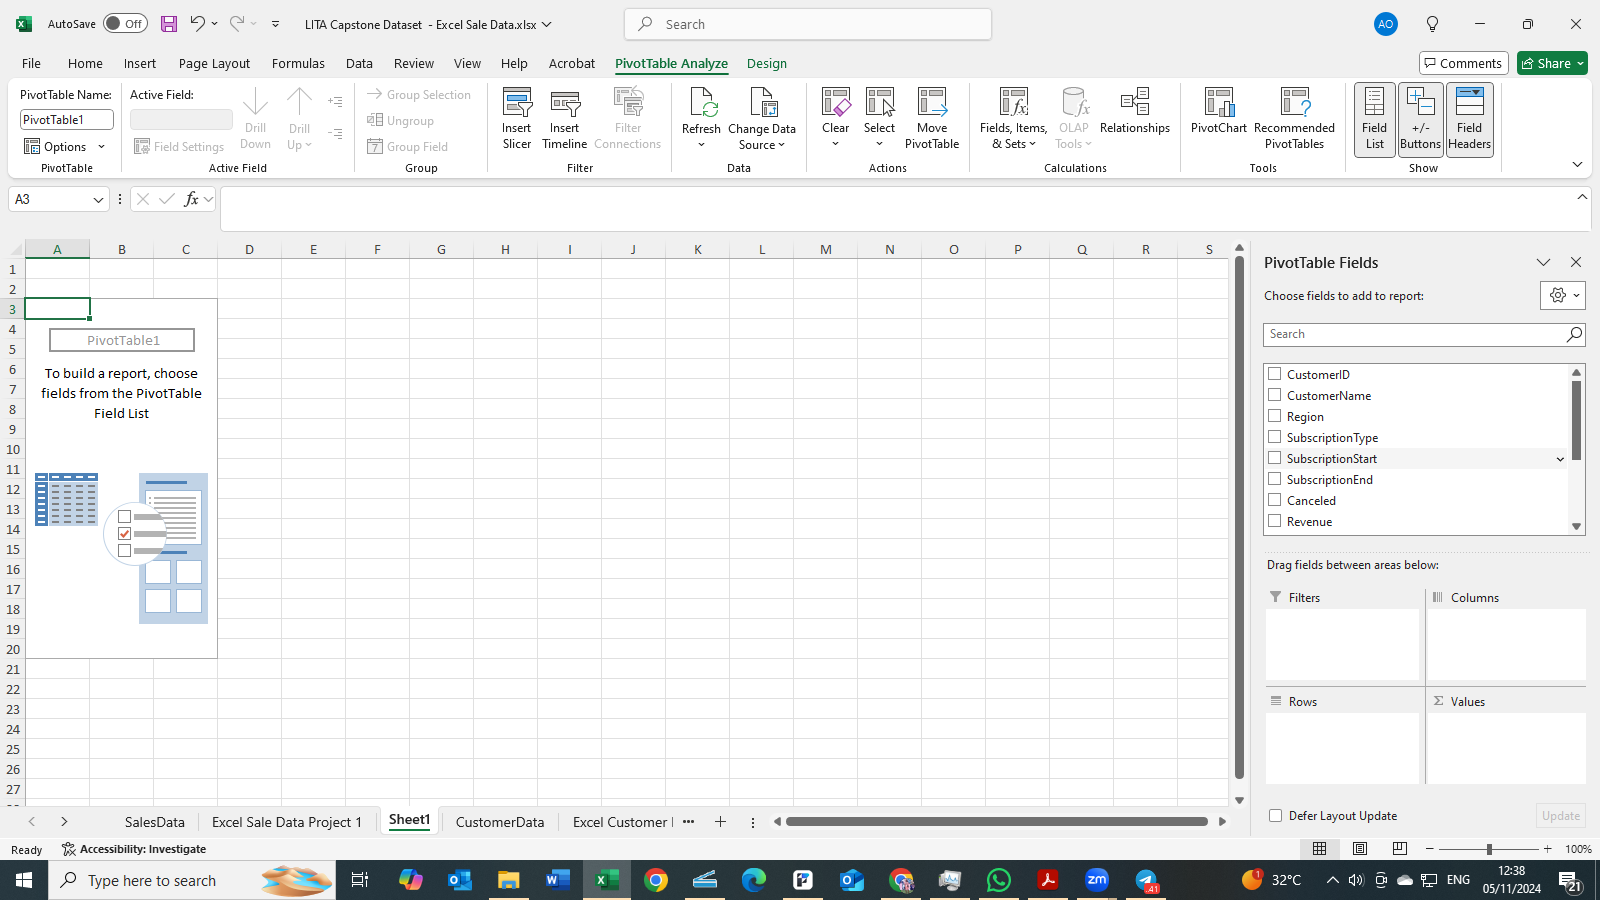 AutoSave Off LITA Capstone Dataset - Excel Sale Data.xlsx Search AO
File Home Insert Page Layout Formulas Data Review View Help Acrobat PivotTable Analyze Design Comments Share
PivotTable Name:
PivotTable1
Options
PivotTable
Active Field:
Field Settings
Drill Down
Drill Up
Active Field
Group Selection
Ungroup
Group Field
Group
Insert Slicer
Insert Timeline
Filter Connections
Filter
Refresh
Change Data Source
Data
Clear
Select
Move PivotTable
Actions
Fields, Items, & Sets
OLAP Tools
Relationships
Calculations
PivotChart
Recommended PivotTables
Tools
Field List
+/- Buttons
Field Headers
Show
A3 fx
A B C D E F G H I J K L M N O P Q R S
1
2
3
4
5
6
7
8
9
10
11
12
13
14
15
16
17
18
19
20
21
22
23
24
25
26
27
PivotTable1
To build a report, choose
fields from the PivotTable
Field List
PivotTable Fields
Choose fields to add to report:
Search
CustomerID
CustomerName
Region
SubscriptionType
SubscriptionStart
SubscriptionEnd
Canceled
Revenue
Drag fields between areas below:
Filters
Columns
Rows
Σ Values
Defer Layout Update Update
SalesData Excel Sale Data Project 1 Sheet1 CustomerData Excel Customer
Ready Accessibility: Investigate 100%
Type here to search
zm
41
1
32°C
ENG
12:38
05/11/2024
21